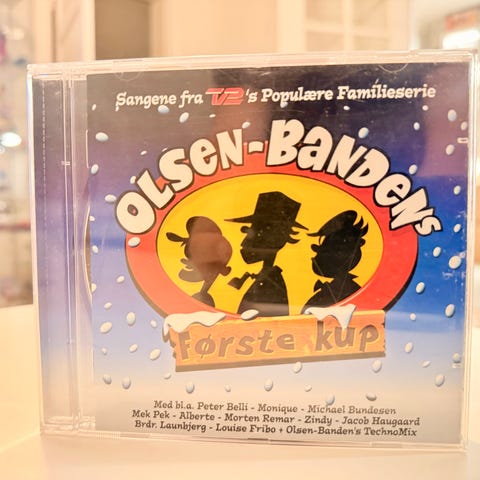 Sangene fra TV2's Populære Familieserie
OLSEN-BANDENS
Første kup
Med bl.a. Peter Belli - Monique - Michael Bundesen
Mek Pek - Alberte - Morten Remar - Zindy - Jacob Haugaard
Brdr. Launbjerg - Louise Fribo + Olsen-Banden's TechnoMix